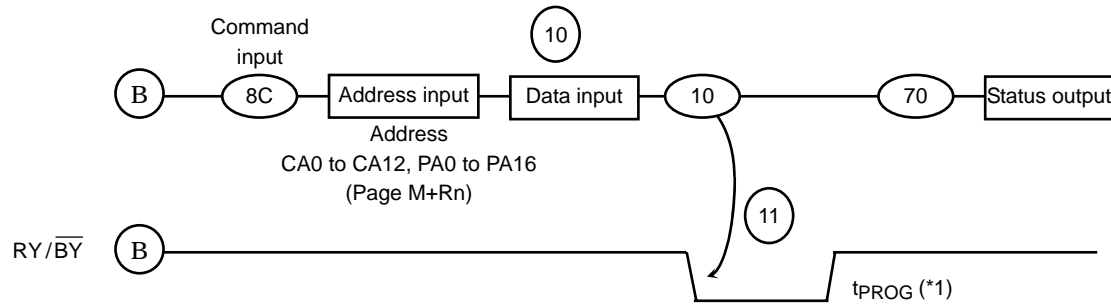 10
Command
input
B 8C Address input Data input 10 70 Status output
Address
CA0 to CA12, PA0 to PA16
(Page M+Rn)
11
RY/BY B
tPROG (*1)